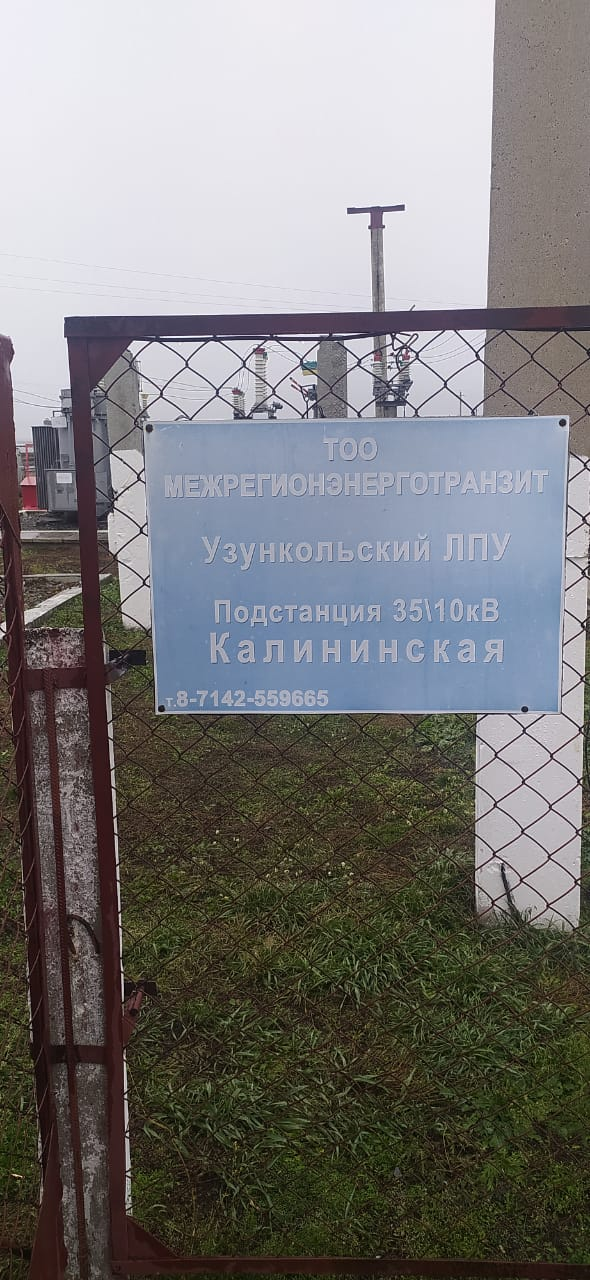 ТОО
МЕЖРЕГИОНЭНЕРГОТРАНЗИТ
Узункольский ЛПУ
Подстанция 35\10кВ
Калининская
т.8-7142-559665